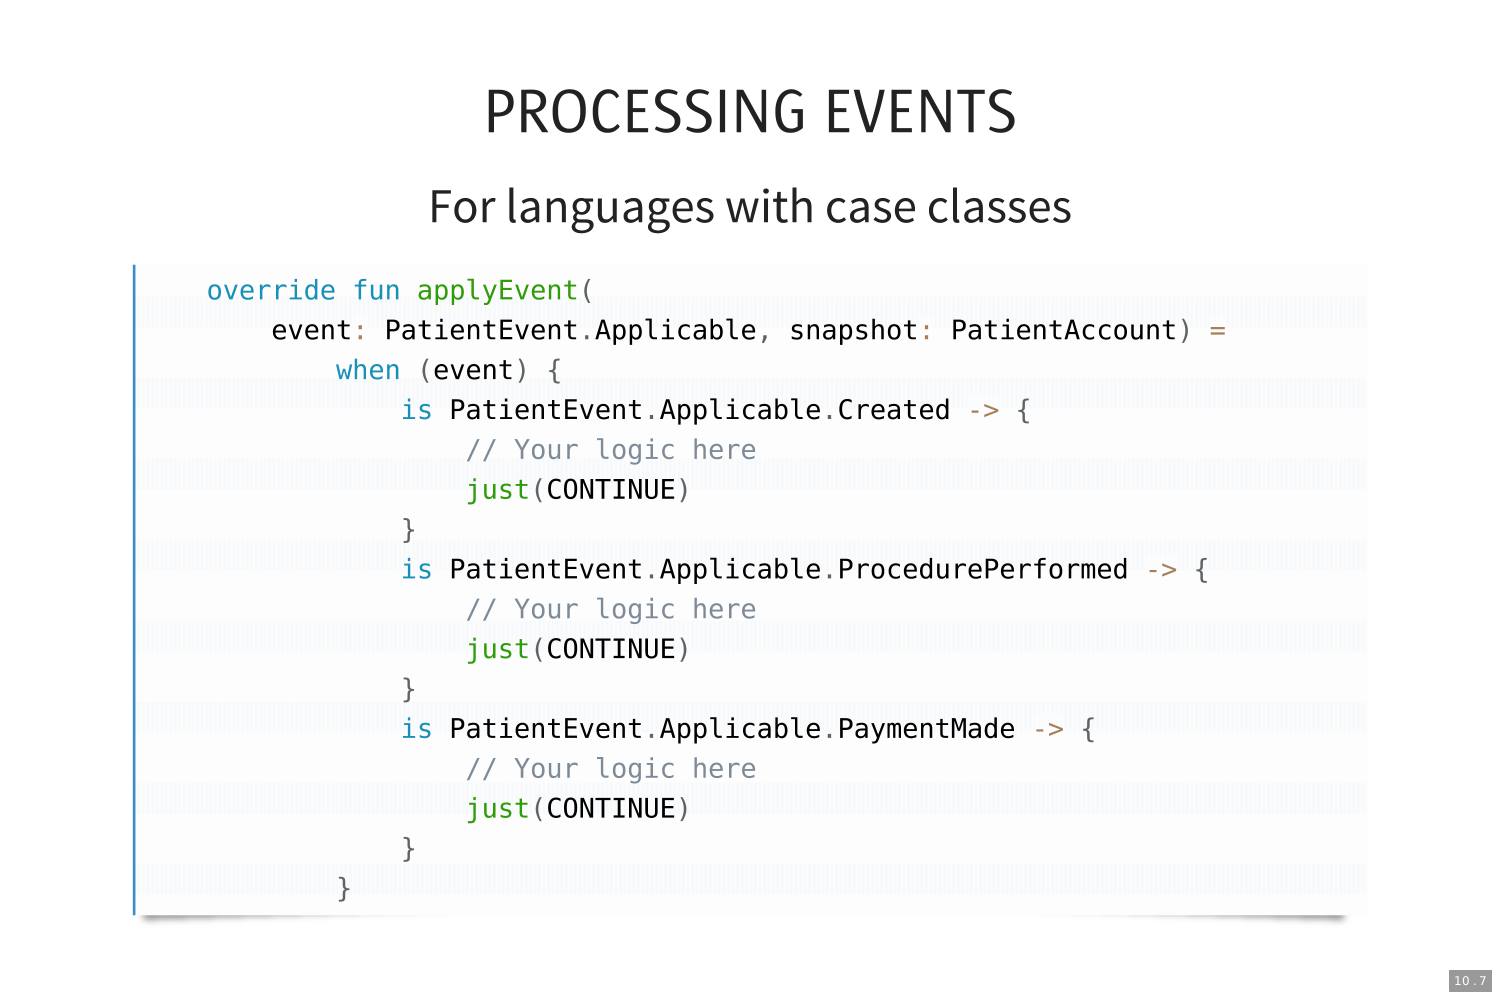 PROCESSING EVENTS
For languages with case classes
override fun applyEvent(
event: PatientEvent.Applicable, snapshot: PatientAccount) =
when (event) {
is PatientEvent.Applicable.Created -> {
// Your logic here
just(CONTINUE)
}
is PatientEvent.Applicable.ProcedurePerformed -> {
// Your logic here
just(CONTINUE)
}
is PatientEvent.Applicable.PaymentMade -> {
// Your logic here
just(CONTINUE)
}
}
10.7